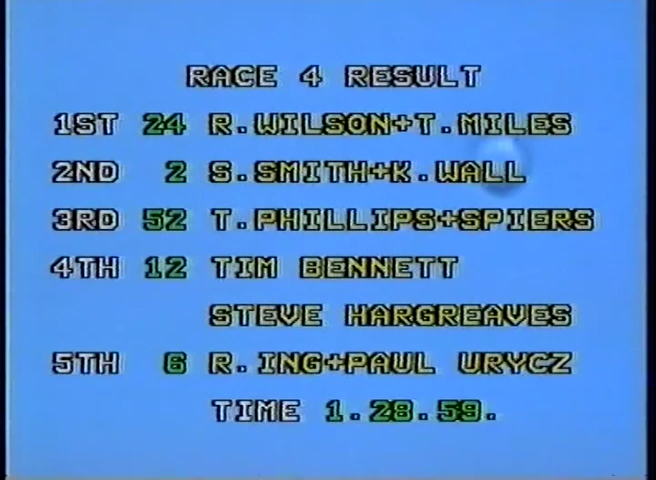 RACE 4 RESULT
1ST 24 R.WILSON+T.MILES
2ND 2 S.SMITH+K.WALL
3RD 52 T.PHILLIPS+SPIERS
4TH 12 TIM BENNETT
STEVE HARGREAVES
5TH 6 R.ING+PAUL URYCZ
TIME 1.28.59.